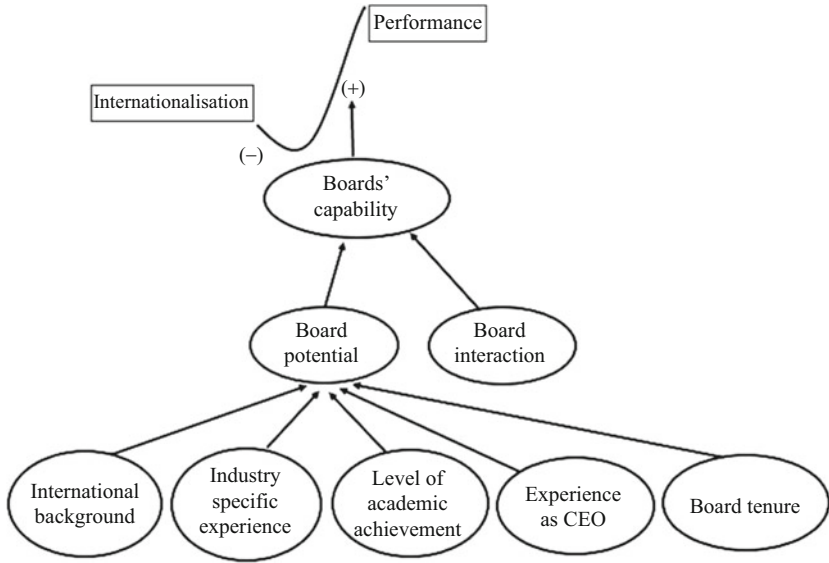 Performance
Internationalisation
(+)
(−)
Boards'
capability
Board
potential
Board
interaction
International
background
Industry
specific
experience
Level of
academic
achievement
Experience
as CEO
Board tenure